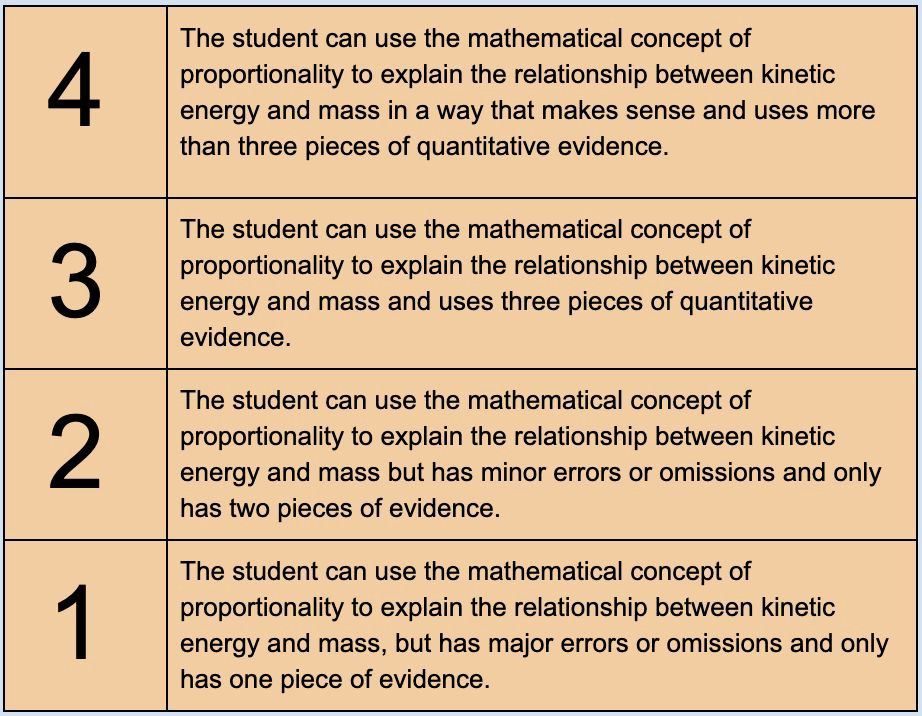 4
The student can use the mathematical concept of
proportionality to explain the relationship between kinetic
energy and mass in a way that makes sense and uses more
than three pieces of quantitative evidence.
3
The student can use the mathematical concept of
proportionality to explain the relationship between kinetic
energy and mass and uses three pieces of quantitative
evidence.
2
The student can use the mathematical concept of
proportionality to explain the relationship between kinetic
energy and mass but has minor errors or omissions and only
has two pieces of evidence.
1
The student can use the mathematical concept of
proportionality to explain the relationship between kinetic
energy and mass, but has major errors or omissions and only
has one piece of evidence.